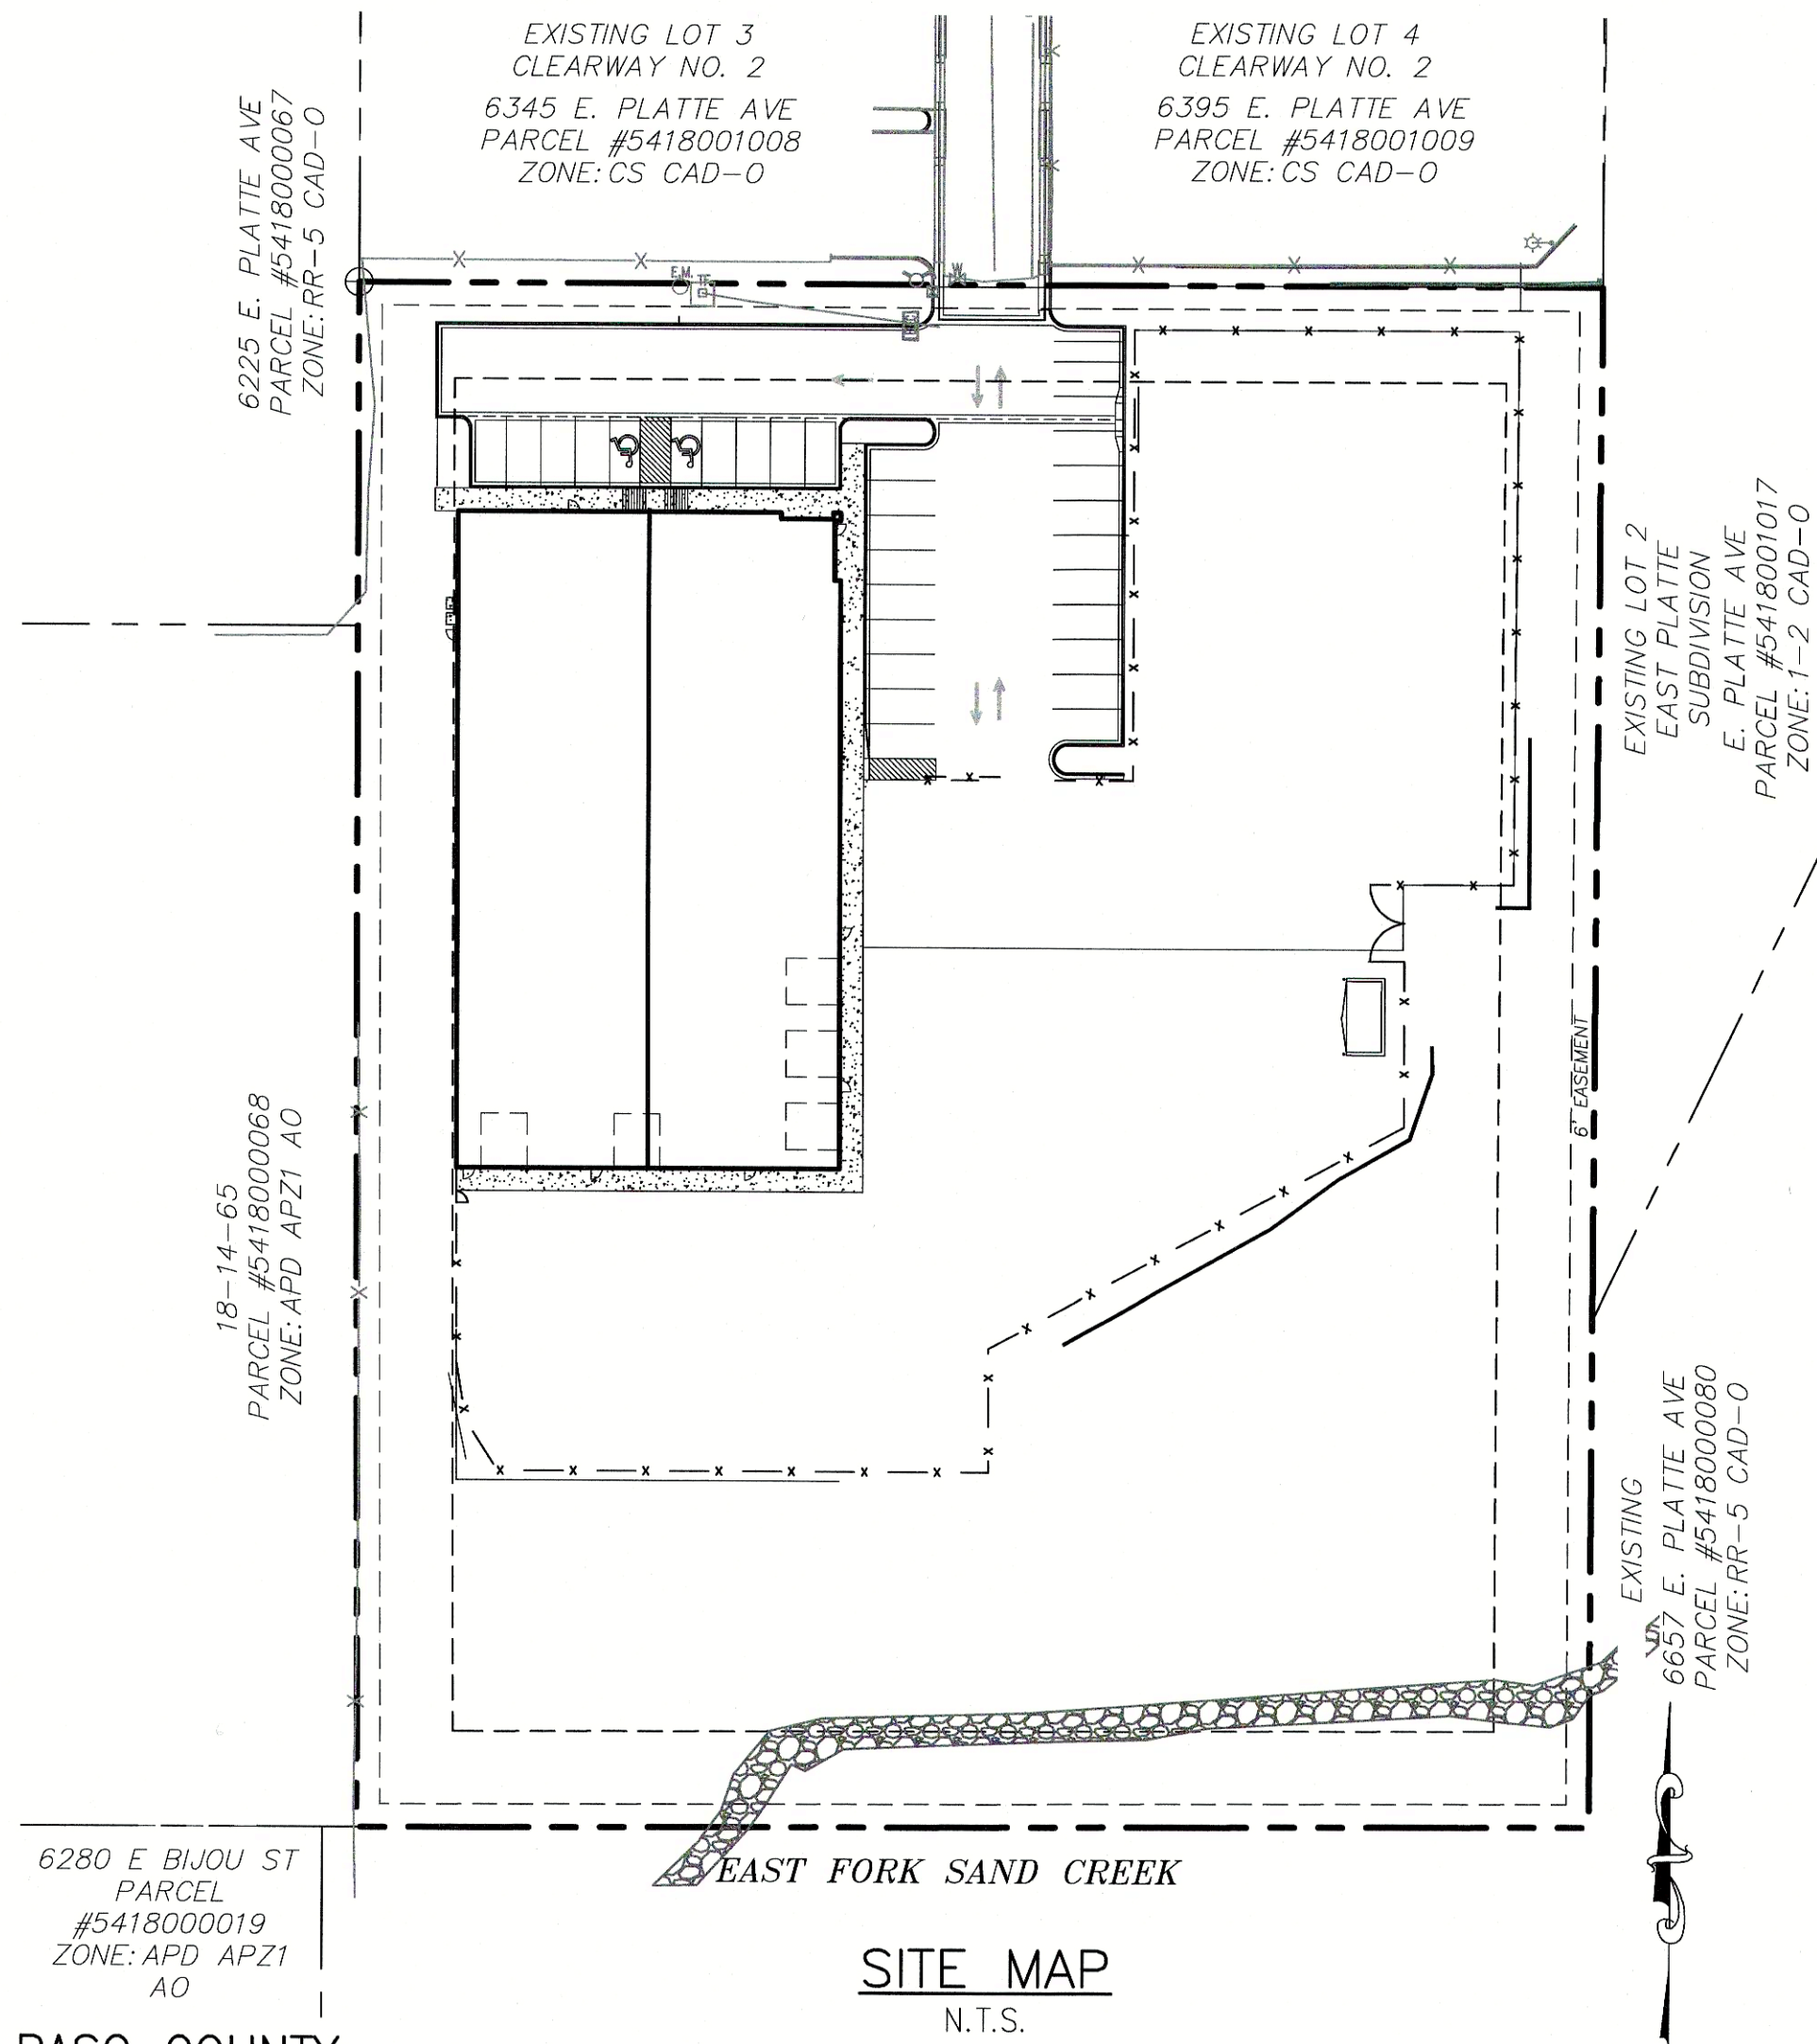 EXISTING LOT 3
CLEARWAY NO. 2
6345 E. PLATTE AVE
PARCEL #5418001008
ZONE: CS CAD-O
EXISTING LOT 4
CLEARWAY NO. 2
6395 E. PLATTE AVE
PARCEL #5418001009
ZONE: CS CAD-O
6225 E. PLATTE AVE
PARCEL #5418000067
ZONE: RR-5 CAD-O
E.M.
TF
W
EXISTING LOT 2
EAST PLATTE
SUBDIVISION
E. PLATTE AVE
PARCEL #5418001017
ZONE: 1-2 CAD-O
6' EASEMENT
18-14-65
PARCEL #5418000068
ZONE: APD APZ1 AO
EXISTING
6657 E. PLATTE AVE
PARCEL #5418000080
ZONE: RR-5 CAD-O
EAST FORK SAND CREEK
6280 E BIJOU ST
PARCEL
#5418000019
ZONE: APD APZ1
AO
SITE MAP
N.T.S.
PASO COUNTY